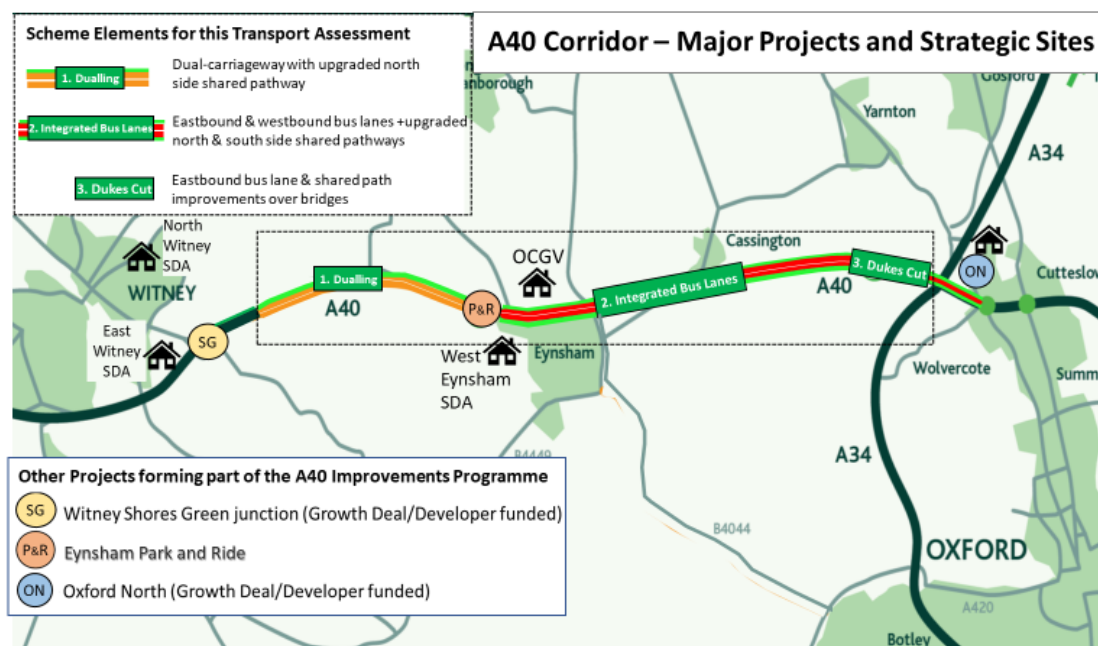 Scheme Elements for this Transport Assessment
1. Dualling
Dual-carriageway with upgraded north
side shared pathway
2. Integrated Bus Lanes
Eastbound & westbound bus lanes +upgraded
north & south side shared pathways
3. Dukes Cut
Eastbound bus lane & shared path
improvements over bridges
A40 Corridor – Major Projects and Strategic Sites
anborough
Gosford
Yarnton
A34
North
Witney
SDA
WITNEY
OCGV
Cassington
ON
Cutteslow
1. Dualling
A40
P&R
2. Integrated Bus Lanes
A40
3. Dukes Cut
East
Witney
SDA
SG
West
Eynsham
SDA
Eynsham
Wolvercote
Summ
B4449
A34
B4044
OXFORD
A420
Botley
Other Projects forming part of the A40 Improvements Programme
SG
Witney Shores Green junction (Growth Deal/Developer funded)
P&R
Eynsham Park and Ride
ON
Oxford North (Growth Deal/Developer funded)